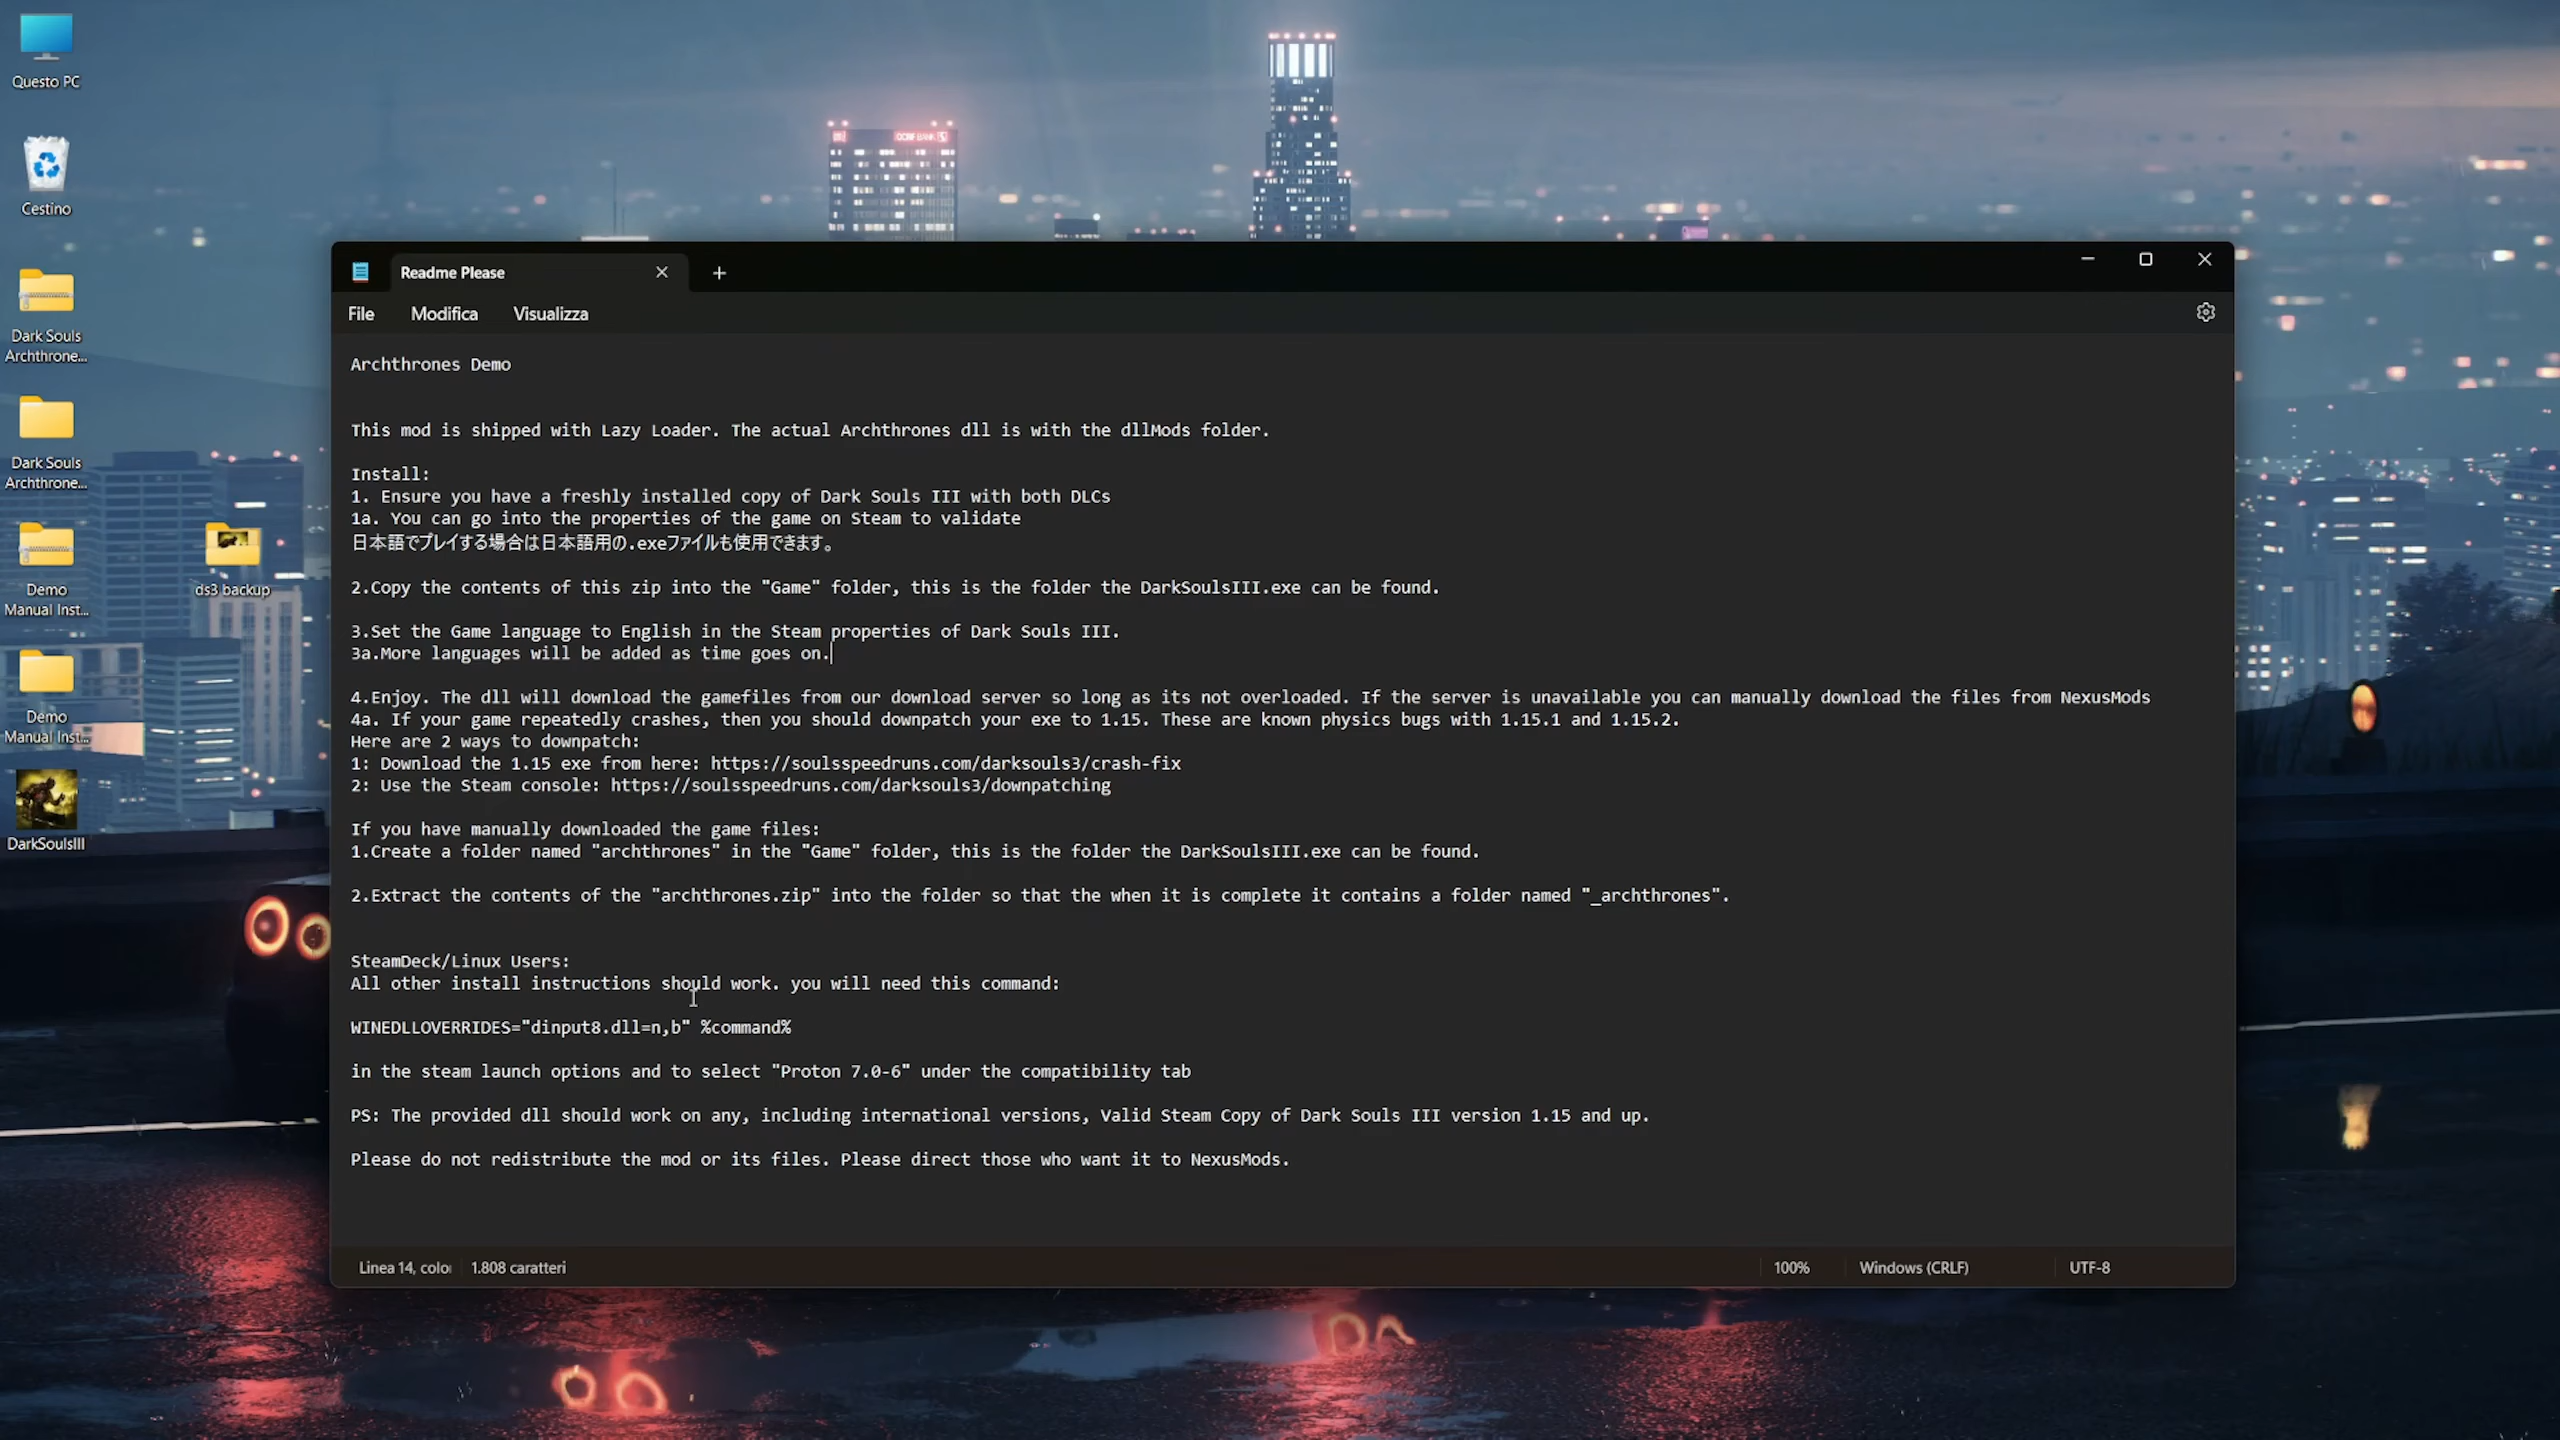 Questo PC
Cestino
Dark Souls
Archthrone...
Dark Souls
Archthrone...
Demo
Manual Inst...
ds3 backup
Demo
Manual Inst...
DarkSoulsIII
Readme Please
File Modifica Visualizza
Archthrones Demo
This mod is shipped with Lazy Loader. The actual Archthrones dll is with the dllMods folder.
Install:
1. Ensure you have a freshly installed copy of Dark Souls III with both DLCs
1a. You can go into the properties of the game on Steam to validate
日本語でプレイする場合は日本語用の.exeファイルも使用できます。
2.Copy the contents of this zip into the "Game" folder, this is the folder the DarkSoulsIII.exe can be found.
3.Set the Game language to English in the Steam properties of Dark Souls III.
3a.More languages will be added as time goes on.
4.Enjoy. The dll will download the gamefiles from our download server so long as its not overloaded. If the server is unavailable you can manually download the files from NexusMods
4a. If your game repeatedly crashes, then you should downpatch your exe to 1.15. These are known physics bugs with 1.15.1 and 1.15.2.
Here are 2 ways to downpatch:
1: Download the 1.15 exe from here: https://soulsspeedruns.com/darksouls3/crash-fix
2: Use the Steam console: https://soulsspeedruns.com/darksouls3/downpatching
If you have manually downloaded the game files:
1.Create a folder named "archthrones" in the "Game" folder, this is the folder the DarkSoulsIII.exe can be found.
2.Extract the contents of the "archthrones.zip" into the folder so that the when it is complete it contains a folder named "_archthrones".
SteamDeck/Linux Users:
All other install instructions should work. you will need this command:
WINEDLLOVERRIDES="dinput8.dll=n,b" %command%
in the steam launch options and to select "Proton 7.0-6" under the compatibility tab
PS: The provided dll should work on any, including international versions, Valid Steam Copy of Dark Souls III version 1.15 and up.
Please do not redistribute the mod or its files. Please direct those who want it to NexusMods.
Linea 14, colo 1.808 caratteri 100% Windows (CRLF) UTF-8